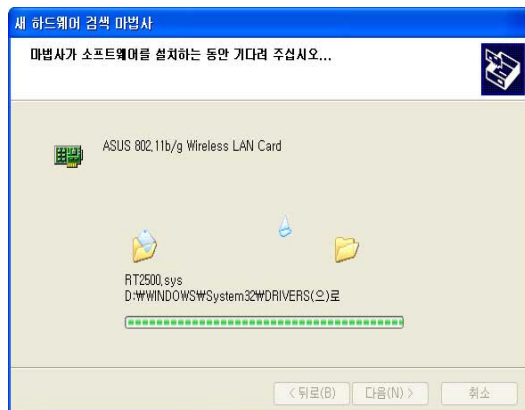 새 하드웨어 검색 마법사
마법사가 소프트웨어를 설치하는 동안 기다려 주십시오...
ASUS 802.11b/g Wireless LAN Card
RT2500.sys
D:₩WINDOWS₩System32₩DRIVERS(으)로
< 뒤로(B) 다음(N) > 취소